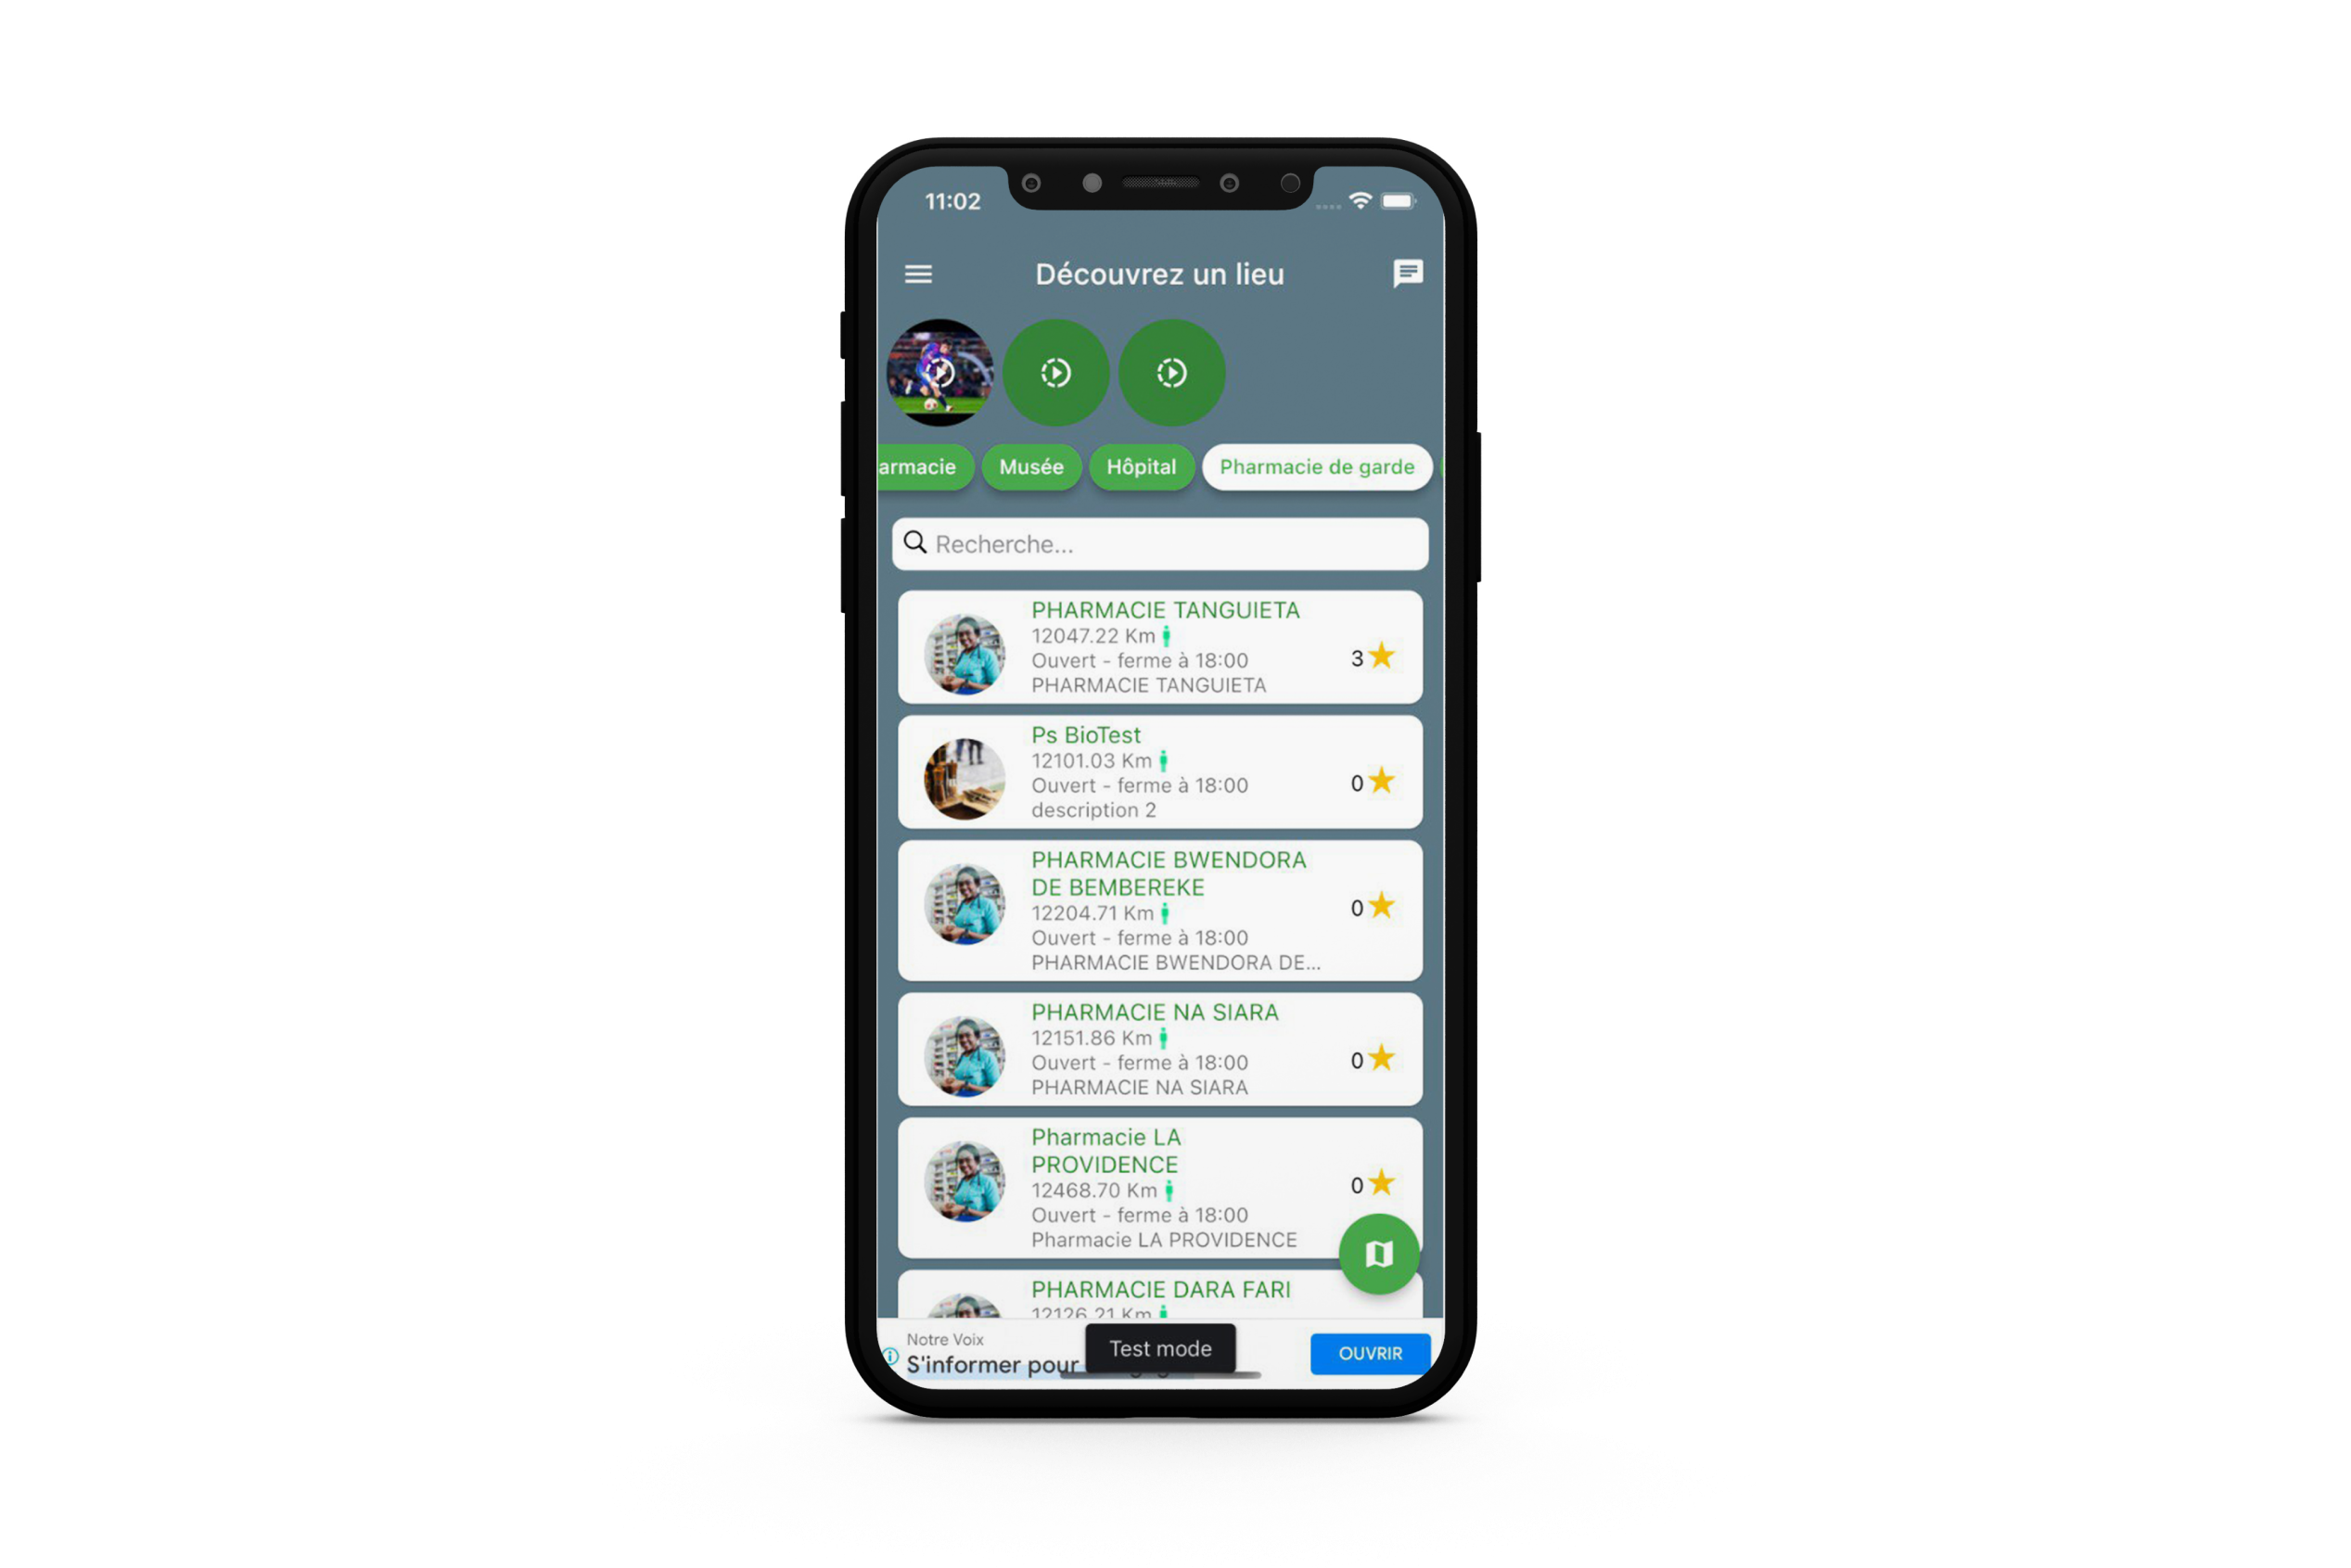 11:02
Découvrez un lieu
armacie Musée Hôpital Pharmacie de garde
Recherche...
PHARMACIE TANGUIETA
12047.22 Km
Ouvert - ferme à 18:00
PHARMACIE TANGUIETA
3
Ps BioTest
12101.03 Km
Ouvert - ferme à 18:00
description 2
0
PHARMACIE BWENDORA
DE BEMBEREKE
12204.71 Km
Ouvert - ferme à 18:00
PHARMACIE BWENDORA DE...
0
PHARMACIE NA SIARA
12151.86 Km
Ouvert - ferme à 18:00
PHARMACIE NA SIARA
0
Pharmacie LA
PROVIDENCE
12468.70 Km
Ouvert - ferme à 18:00
Pharmacie LA PROVIDENCE
0
PHARMACIE DARA FARI
12126.21 Km
Notre Voix
S'informer pour
Test mode
OUVRIR